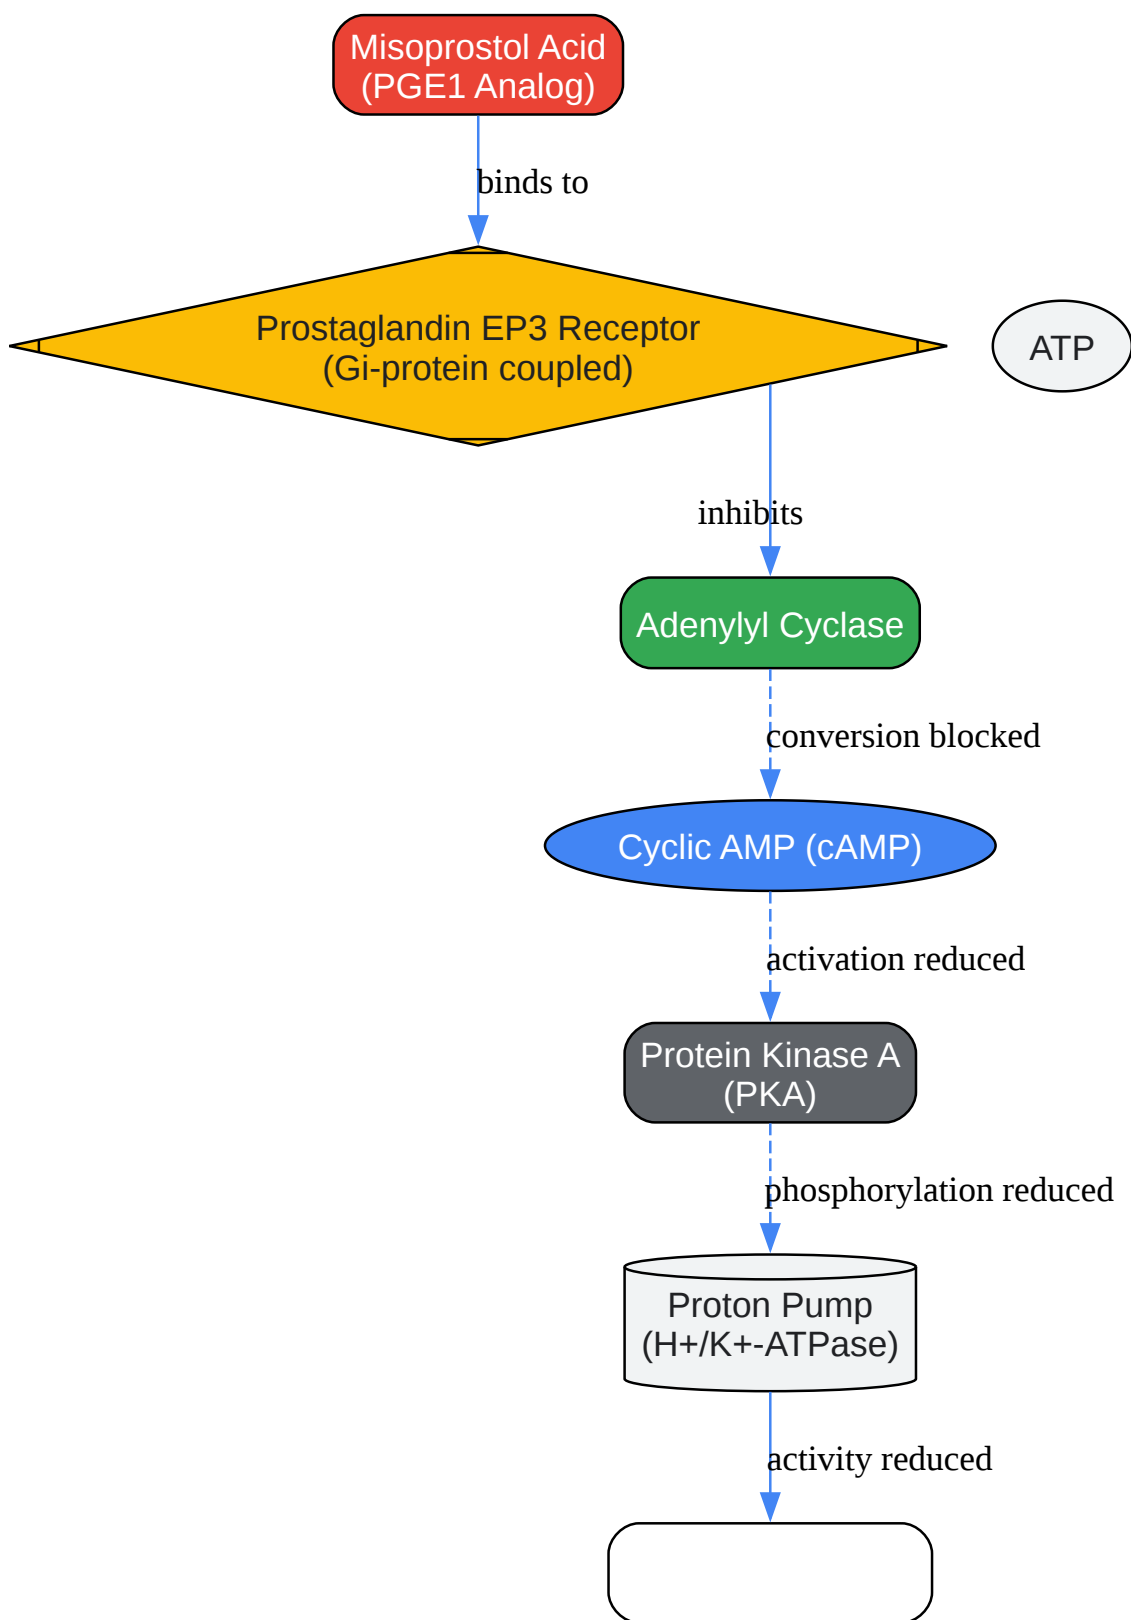 Misoprostol Acid
(PGE1 Analog)
binds to
Prostaglandin EP3 Receptor
(Gi-protein coupled)
ATP
inhibits
Adenylyl Cyclase
conversion blocked
Cyclic AMP (cAMP)
activation reduced
Protein Kinase A
(PKA)
phosphorylation reduced
Proton Pump
(H+/K+-ATPase)
activity reduced